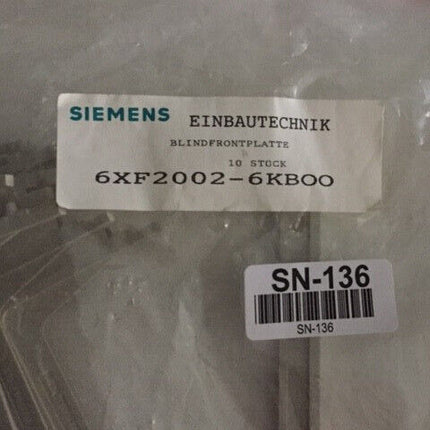 SIEMENS EINBAUTECHNIK
BLINDFRONTPLATTE
10 STÜCK
6XF2002-6KB00
SN-136
SN-136